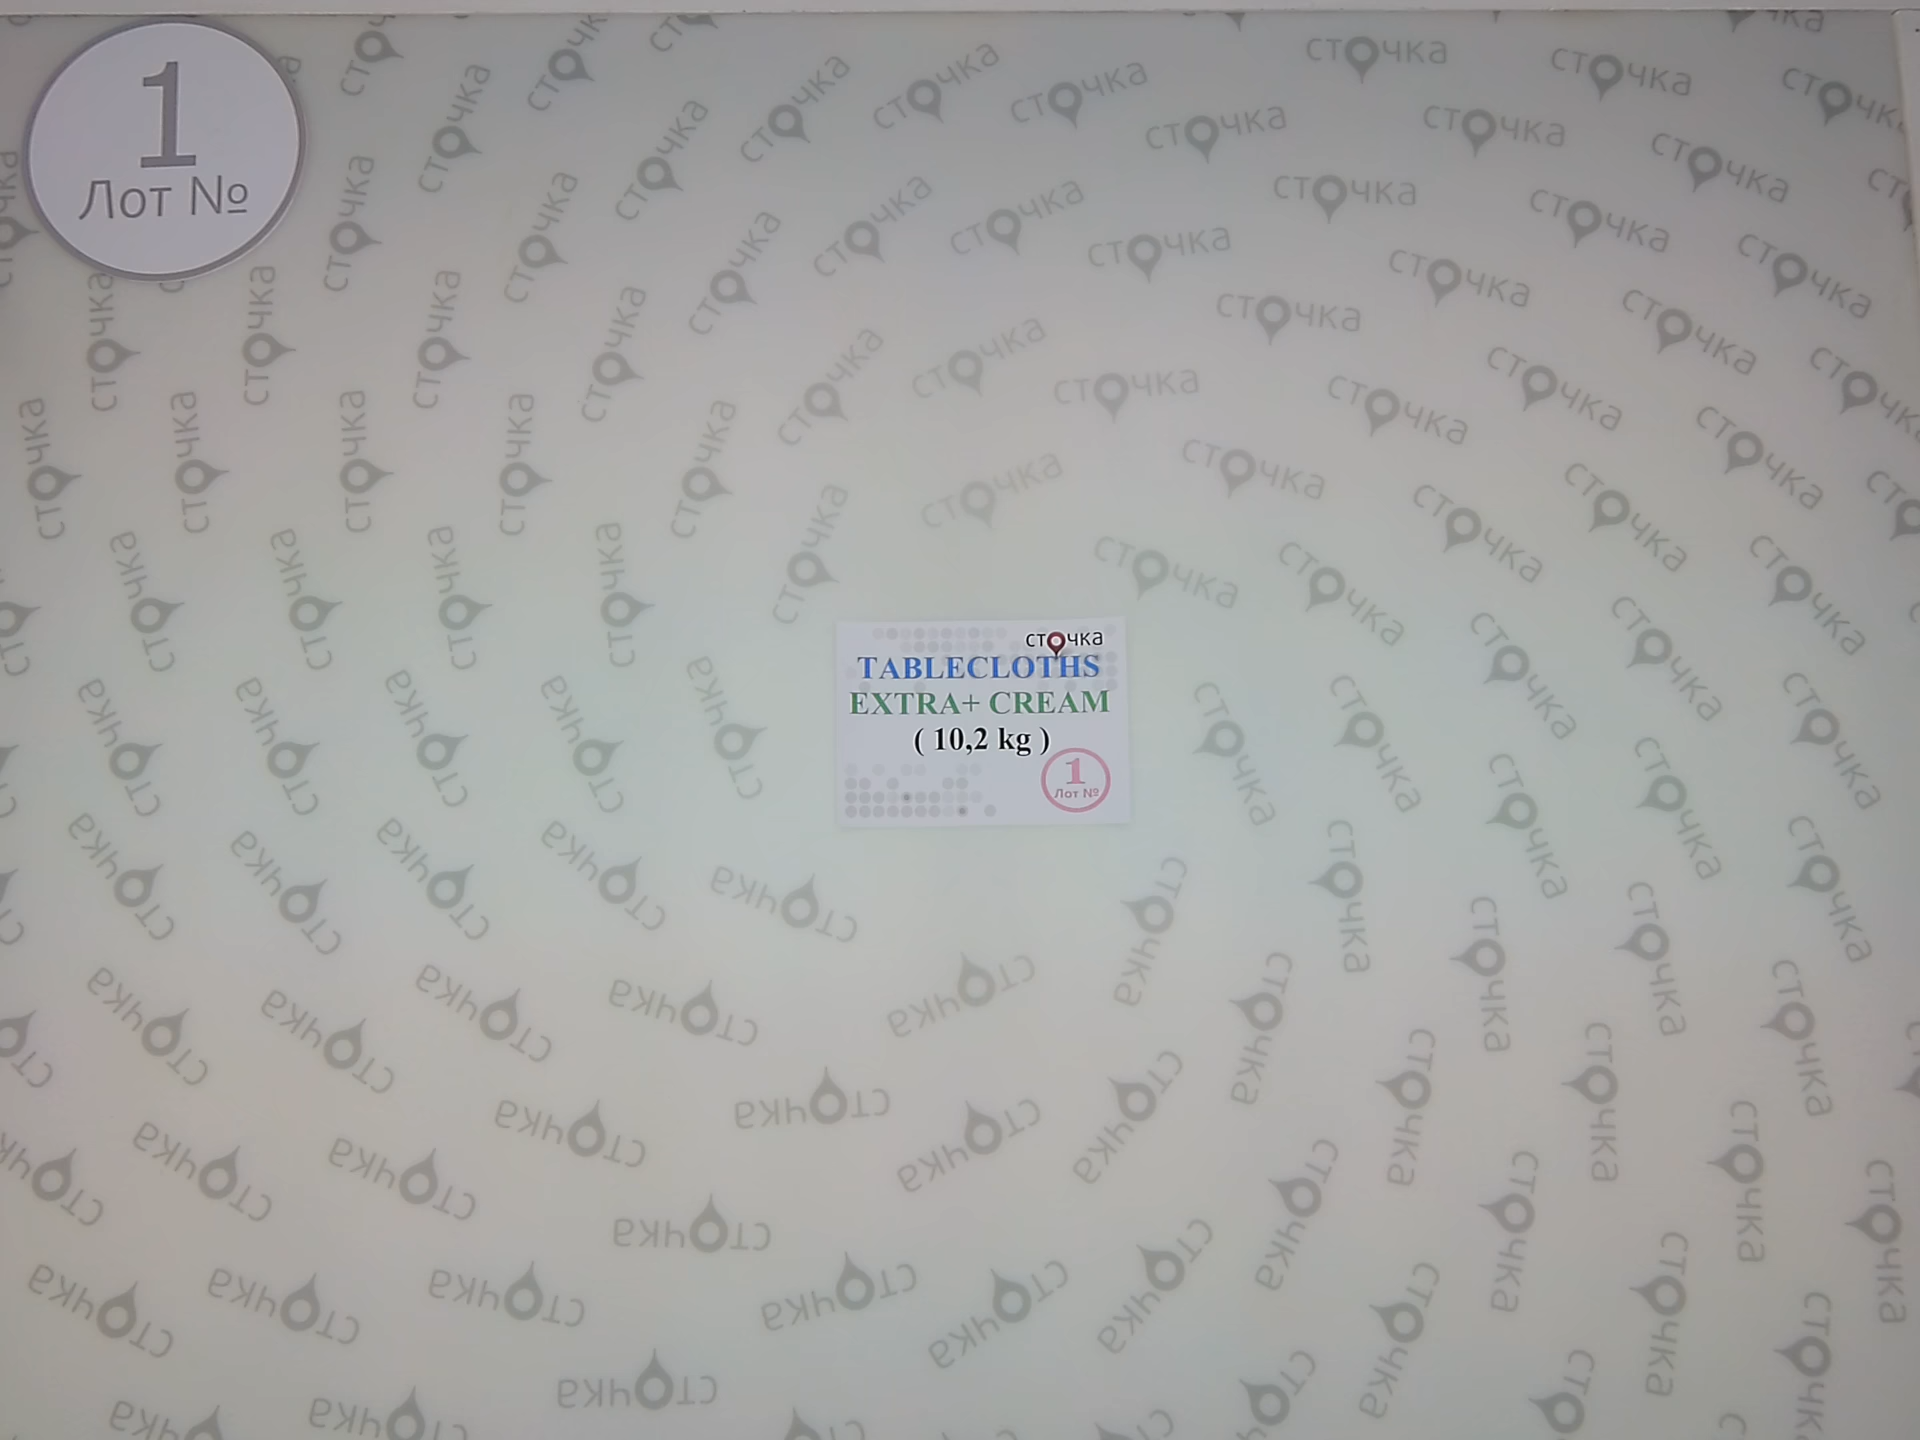 1
Лот №
сточка
TABLECLOTHS
EXTRA+ CREAM
( 10,2 kg )
1
Лот №